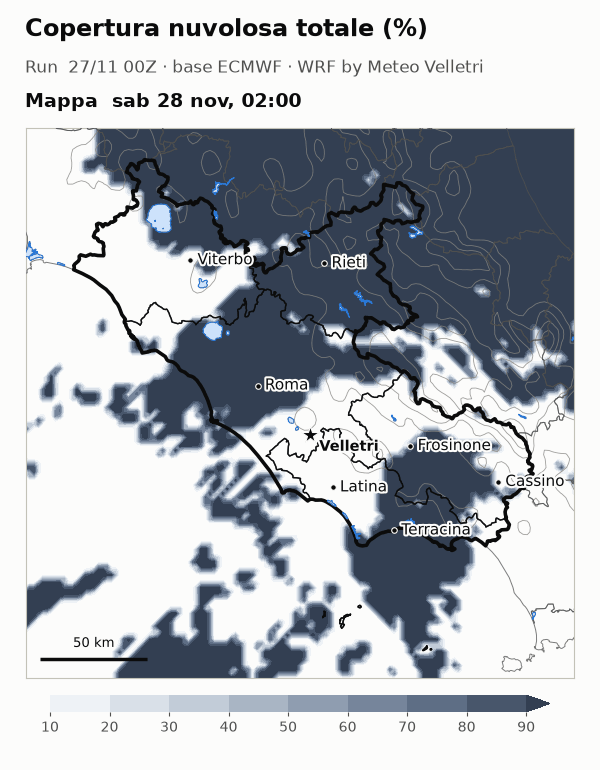 Copertura nuvolosa totale (%)
Run  27/11 00Z · base ECMWF · WRF by Meteo Velletri
Mappa  sab 28 nov, 02:00
Viterbo
Rieti
Roma
Velletri
Frosinone
Cassino
Latina
Terracina
50 km
10 20 30 40 50 60 70 80 90